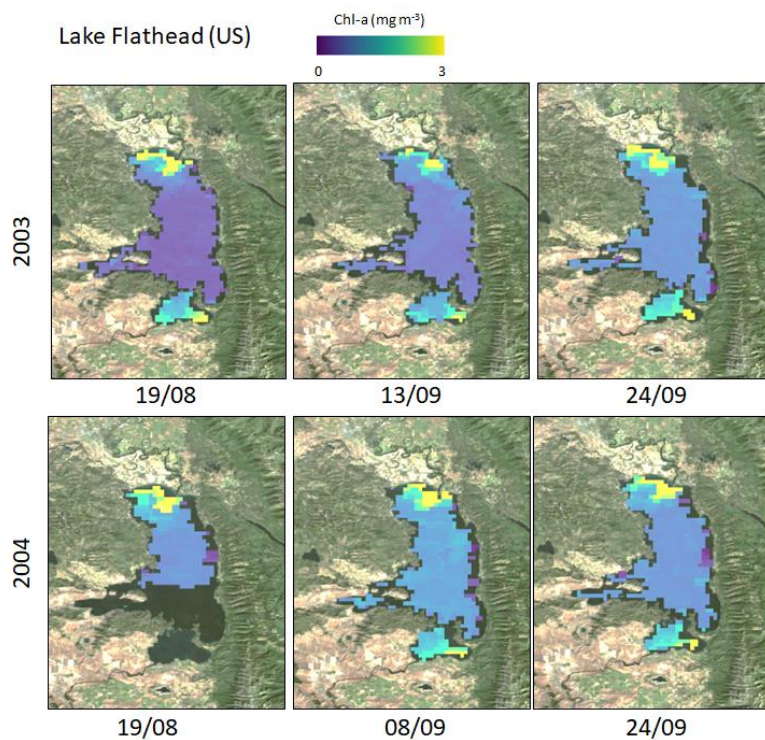 Lake Flathead (US)
Chl-a (mg m⁻³)
0 3
2003
19/08 13/09 24/09
2004
19/08 08/09 24/09